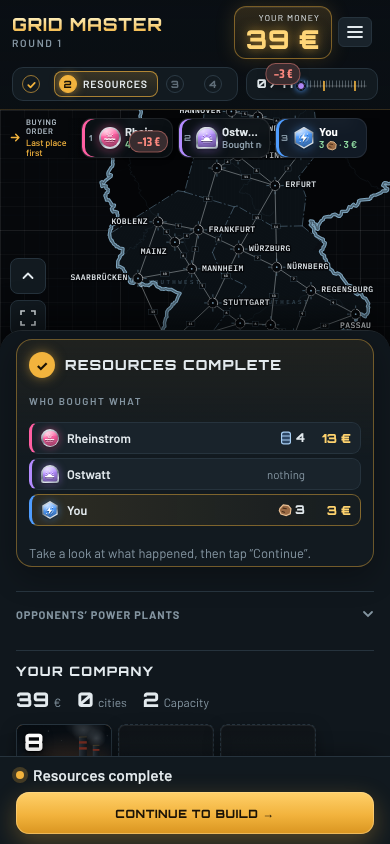 GRID MASTER
ROUND 1
YOUR MONEY
39 €
2 RESOURCES 3 4
-3 €
BUYING ORDER
Last place first
1
-13 €
2 Ostw...
Bought n
3 You
3 · 3 €
HANNOVER
ERFURT
KOBLENZ
FRANKFURT
MAINZ
WÜRZBURG
SAARBRÜCKEN
MANNHEIM
NÜRNBERG
REGENSBURG
STUTTGART
PASSAU
RESOURCES COMPLETE
WHO BOUGHT WHAT
Rheinstrom 4 13 €
Ostwatt nothing
You 3 3 €
Take a look at what happened, then tap “Continue”.
OPPONENTS’ POWER PLANTS
YOUR COMPANY
39 € 0 cities 2 Capacity
8
Resources complete
CONTINUE TO BUILD →